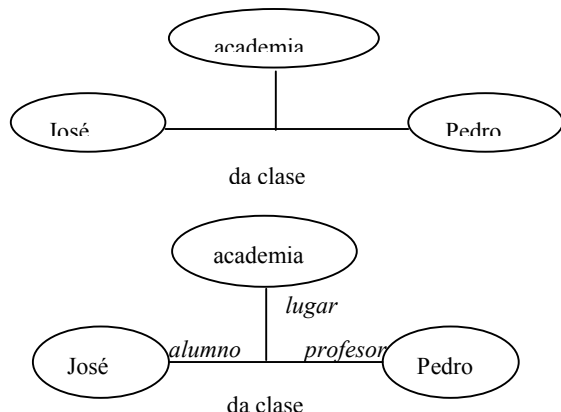 academia
José Pedro
da clase
academia
lugar
alumno profesor
José Pedro
da clase